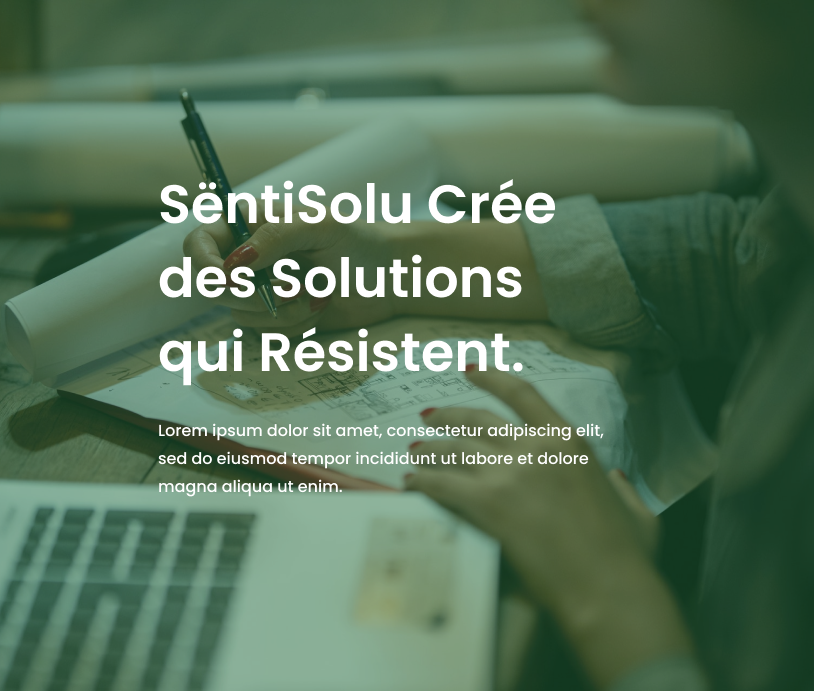 SëntiSolu Crée
des Solutions
qui Résistent.
Lorem ipsum dolor sit amet, consectetur adipiscing elit,
sed do eiusmod tempor incididunt ut labore et dolore
magna aliqua ut enim.